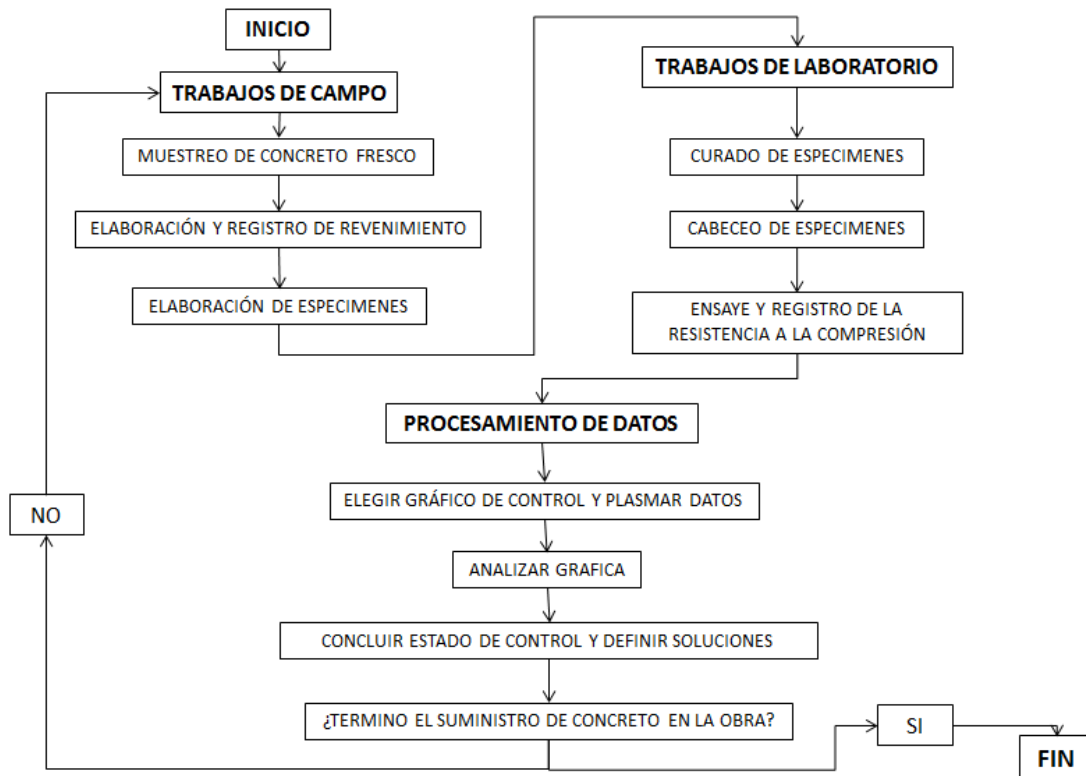 INICIO
TRABAJOS DE CAMPO
MUESTREO DE CONCRETO FRESCO
ELABORACIÓN Y REGISTRO DE REVENIMIENTO
ELABORACIÓN DE ESPECIMENES
TRABAJOS DE LABORATORIO
CURADO DE ESPECIMENES
CABECEO DE ESPECIMENES
ENSAYE Y REGISTRO DE LA
RESISTENCIA A LA COMPRESIÓN
PROCESAMIENTO DE DATOS
ELEGIR GRÁFICO DE CONTROL Y PLASMAR DATOS
ANALIZAR GRAFICA
CONCLUIR ESTADO DE CONTROL Y DEFINIR SOLUCIONES
¿TERMINO EL SUMINISTRO DE CONCRETO EN LA OBRA?
NO
SI
FIN